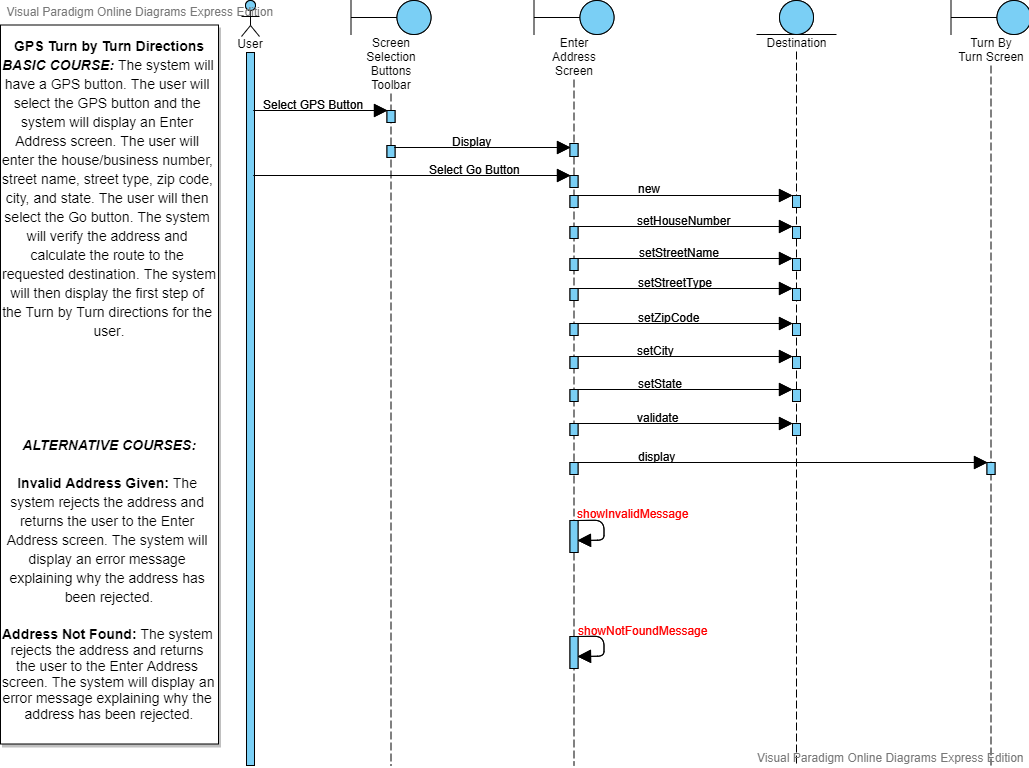 Visual Paradigm Online Diagrams Express Edition
GPS Turn by Turn Directions
BASIC COURSE: The system will
have a GPS button. The user will
select the GPS button and the
system will display an Enter
Address screen. The user will
enter the house/business number,
street name, street type, zip code,
city, and state. The user will then
select the Go button. The system
will verify the address and
calculate the route to the
requested destination. The system
will then display the first step of
the Turn by Turn directions for the
user.
ALTERNATIVE COURSES:
Invalid Address Given: The
system rejects the address and
returns the user to the Enter
Address screen. The system will
display an error message
explaining why the address has
been rejected.
Address Not Found: The system
rejects the address and returns
the user to the Enter Address
screen. The system will display an
error message explaining why the
address has been rejected.
User
Screen
Selection
Buttons
Toolbar
Enter
Address
Screen
Destination
Turn By
Turn Screen
Select GPS Button
Display
Select Go Button
new
setHouseNumber
setStreetName
setStreetType
setZipCode
setCity
setState
validate
display
showInvalidMessage
showNotFoundMessage
Visual Paradigm Online Diagrams Express Edition